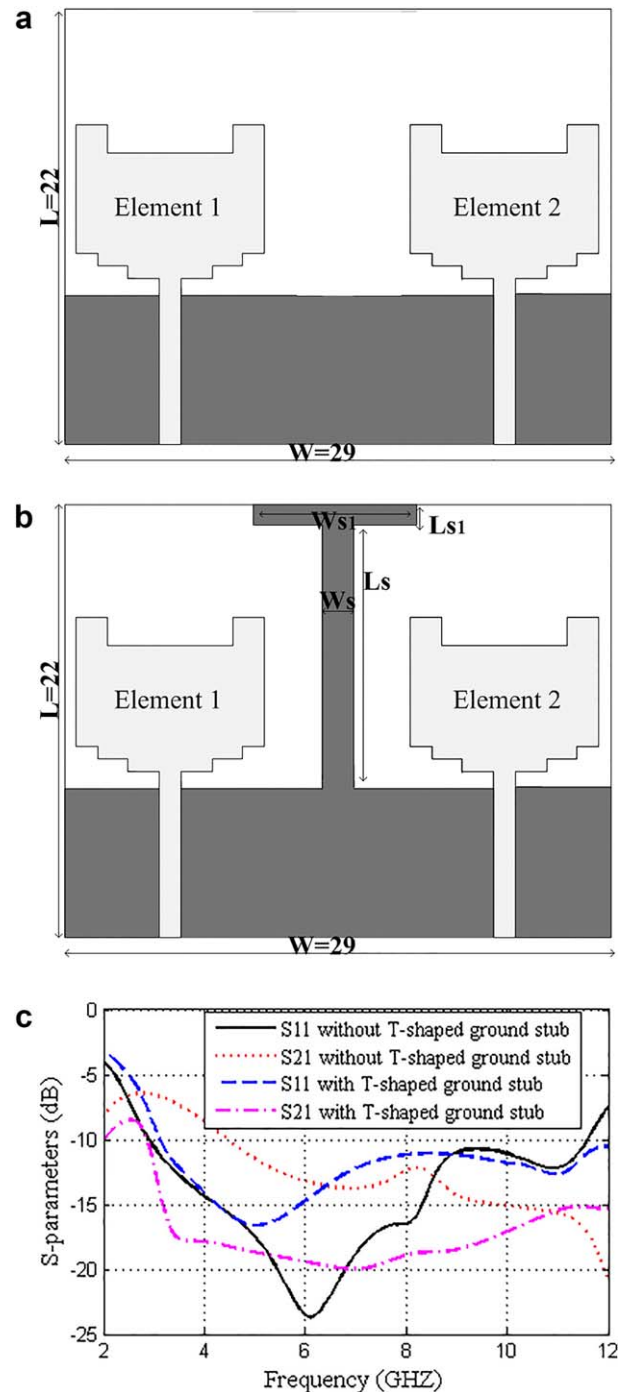 a
L=22
Element 1
Element 2
W=29
b
Ws1
Ls1
Ws
Ls
L=22
Element 1
Element 2
W=29
c
S11 without T-shaped ground stub
S21 without T-shaped ground stub
S11 with T-shaped ground stub
S21 with T-shaped ground stub
S-parameters (dB)
0
-5
-10
-15
-20
-25
2 4 6 8 10 12
Frequency (GHZ)